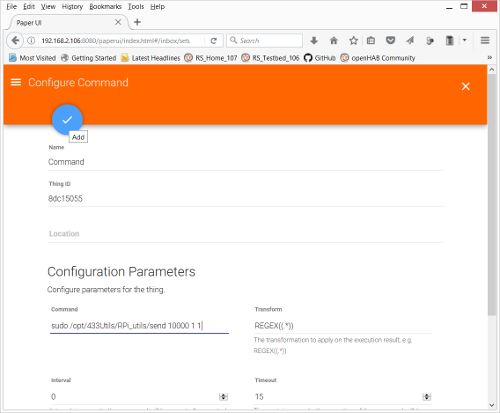 File Edit View History Bookmarks Tools Help
Paper UI
192.168.2.106:8080/paperui/index.html#/inbox/setup
Search
Most Visited Getting Started Latest Headlines RS_Home_107 RS_Testbed_106 GitHub openHAB Community
Configure Command
Add
Name
Command
Thing ID
8dc15055
Location
Configuration Parameters
Configure parameters for the thing.
Command Transform
sudo /opt/433Utils/RPi_utils/send 10000 1 1 REGEX((.*))
The transformation to apply on the execution result, e.g.
REGEX((.*))
Interval Timeout
0 15